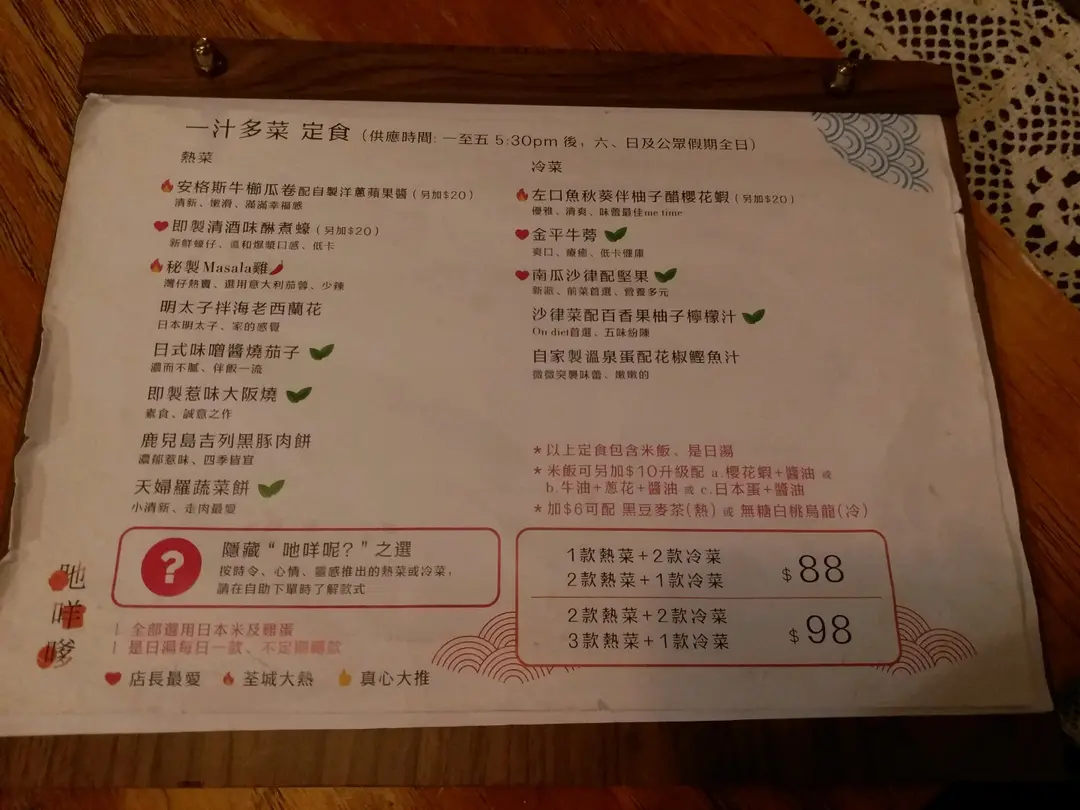 一汁多菜 定食 (供應時間: 一至五 5:30pm 後, 六、日及公眾假期全日)
熱菜
安格斯牛櫛瓜卷配自製洋蔥蘋果醬 (另加$20)
清新、嫩滑、滿滿幸福感
即製清酒味醂煮蠔 (另加$20)
新鮮蠔仔、溫和爆漿口感、低卡
秘製Masala雞
灣仔熱賣、選用意大利茄蓉、少辣
明太子拌海老西蘭花
日本明太子、家的感覺
日式味噌醬燒茄子
濃而不膩、伴飯一流
即製惹味大阪燒
素食、誠意之作
鹿兒島吉列黑豚肉餅
濃郁惹味、四季皆宜
天婦羅蔬菜餅
小清新、走肉最愛
冷菜
左口魚秋葵伴柚子醋櫻花蝦 (另加$20)
優雅、清爽、味蕾最佳me time
金平牛蒡
爽口、療癒、低卡健康
南瓜沙律配堅果
新派、前菜首選、營養多元
沙律菜配百香果柚子檸檬汁
On diet首選、五味紛陳
自家製溫泉蛋配花椒鰹魚汁
微微突襲味蕾、嫩嫩的
*以上定食包含米飯、是日湯
*米飯可另加$10升級配 a.櫻花蝦+醬油 或
b.牛油+蔥花+醬油 或 c.日本蛋+醬油
*加$6可配 黑豆麥茶(熱) 或 無糖白桃烏龍(冷)
?
隱藏“吔咩呢?”之選
按時令、心情、靈感推出的熱菜或冷菜,
請在自助下單時了解款式
1款熱菜+2款冷菜
2款熱菜+1款冷菜
$88
2款熱菜+2款冷菜
3款熱菜+1款冷菜
$98
吔
咩
嗲
| 全部選用日本米及雞蛋
| 是日湯每日一款、不定期轉款
店長最愛 荃城大熱 真心大推